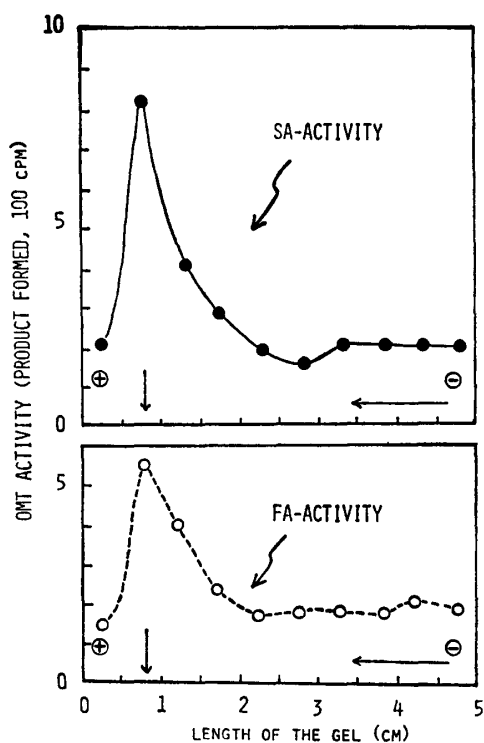 10
SA-ACTIVITY
5
⊕
⊖
0
OMT ACTIVITY (PRODUCT FORMED, 100 CPM)
5
FA-ACTIVITY
⊕
⊖
0
0 1 2 3 4 5
LENGTH OF THE GEL (CM)